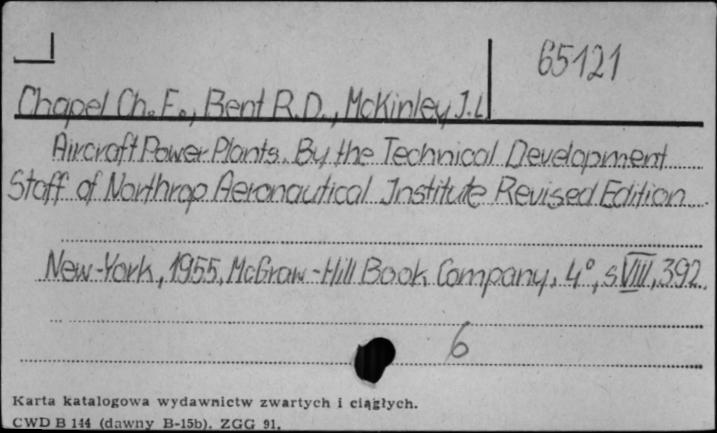 65121
Chapel Ch. F., Bent R.D., McKinley J.L
Aircraft Power Plants. By the Technical Development
Staff of Northrop Aeronautical Institute Revised Edition
New-York, 1955, McGraw-Hill Book Company, 4°, s. VIII, 392.
6
Karta katalogowa wydawnictw zwartych i ciągłych.
CWD B 144 (dawny B-15b). ZGG 91.